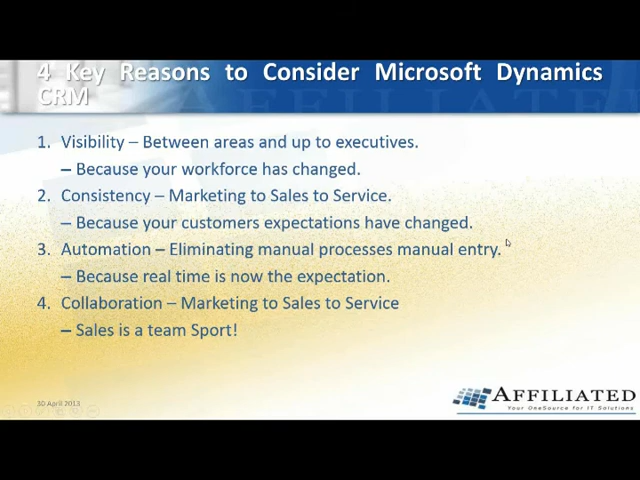 4 Key Reasons to Consider Microsoft Dynamics
CRM
1. Visibility – Between areas and up to executives.
– Because your workforce has changed.
2. Consistency – Marketing to Sales to Service.
– Because your customers expectations have changed.
3. Automation – Eliminating manual processes manual entry.
– Because real time is now the expectation.
4. Collaboration – Marketing to Sales to Service
– Sales is a team Sport!
30 April 2013
AFFILIATED
Your OneSource for IT Solutions